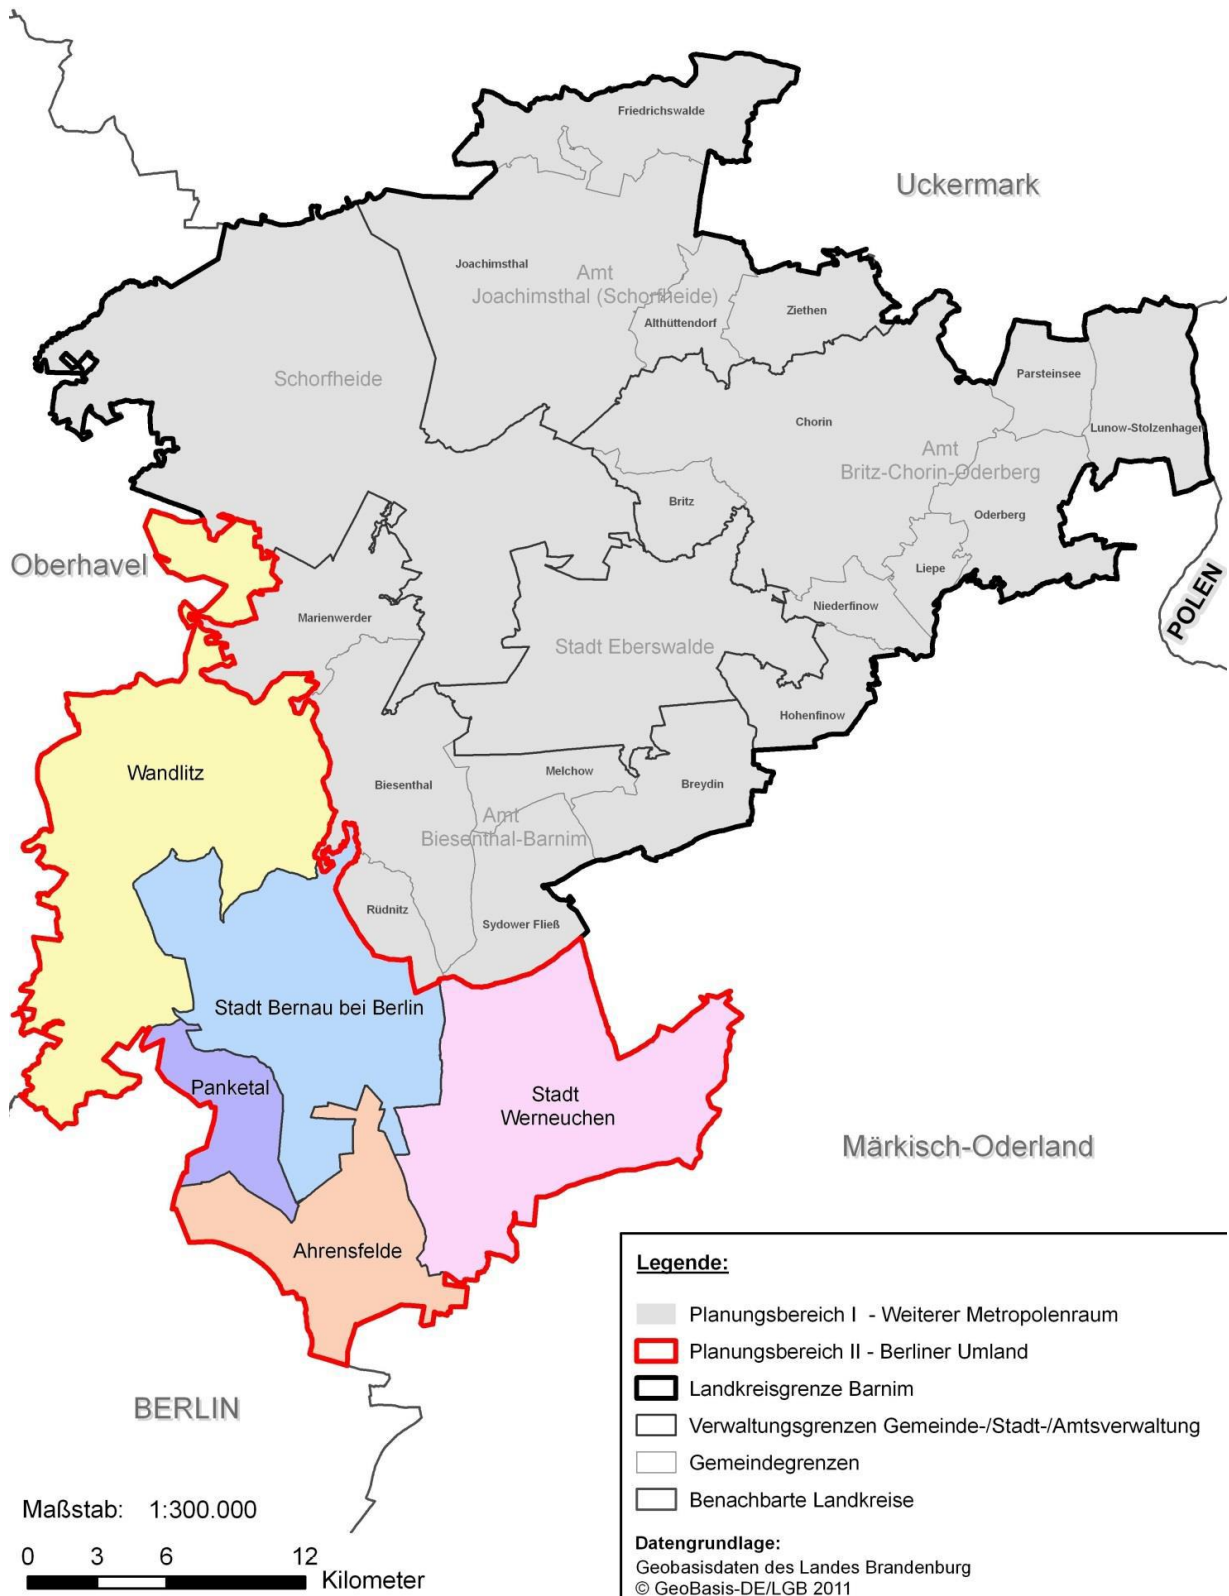 Friedrichswalde
Uckermark
Joachimsthal
Amt
Joachimsthal (Schorfheide)
Althüttendorf
Ziethen
Schorfheide
Parsteinsee
Chorin
Lunow-Stolzenhagen
Amt
Britz-Chorin-Oderberg
Britz
Oderberg
Oberhavel
Liepe
Marienwerder
Niederfinow
POLEN
Stadt Eberswalde
Hohenfinow
Wandlitz
Melchow
Biesenthal
Breydin
Amt
Biesenthal-Barnim
Rüdnitz
Sydower Fließ
Stadt Bernau bei Berlin
Panketal
Stadt
Werneuchen
Märkisch-Oderland
Ahrensfelde
BERLIN
Legende:
Planungsbereich I - Weiterer Metropolenraum
Planungsbereich II - Berliner Umland
Landkreisgrenze Barnim
Verwaltungsgrenzen Gemeinde-/Stadt-/Amtsverwaltung
Gemeindegrenzen
Benachbarte Landkreise
Datengrundlage:
Geobasisdaten des Landes Brandenburg
© GeoBasis-DE/LGB 2011
Maßstab: 1:300.000
0 3 6 12
Kilometer